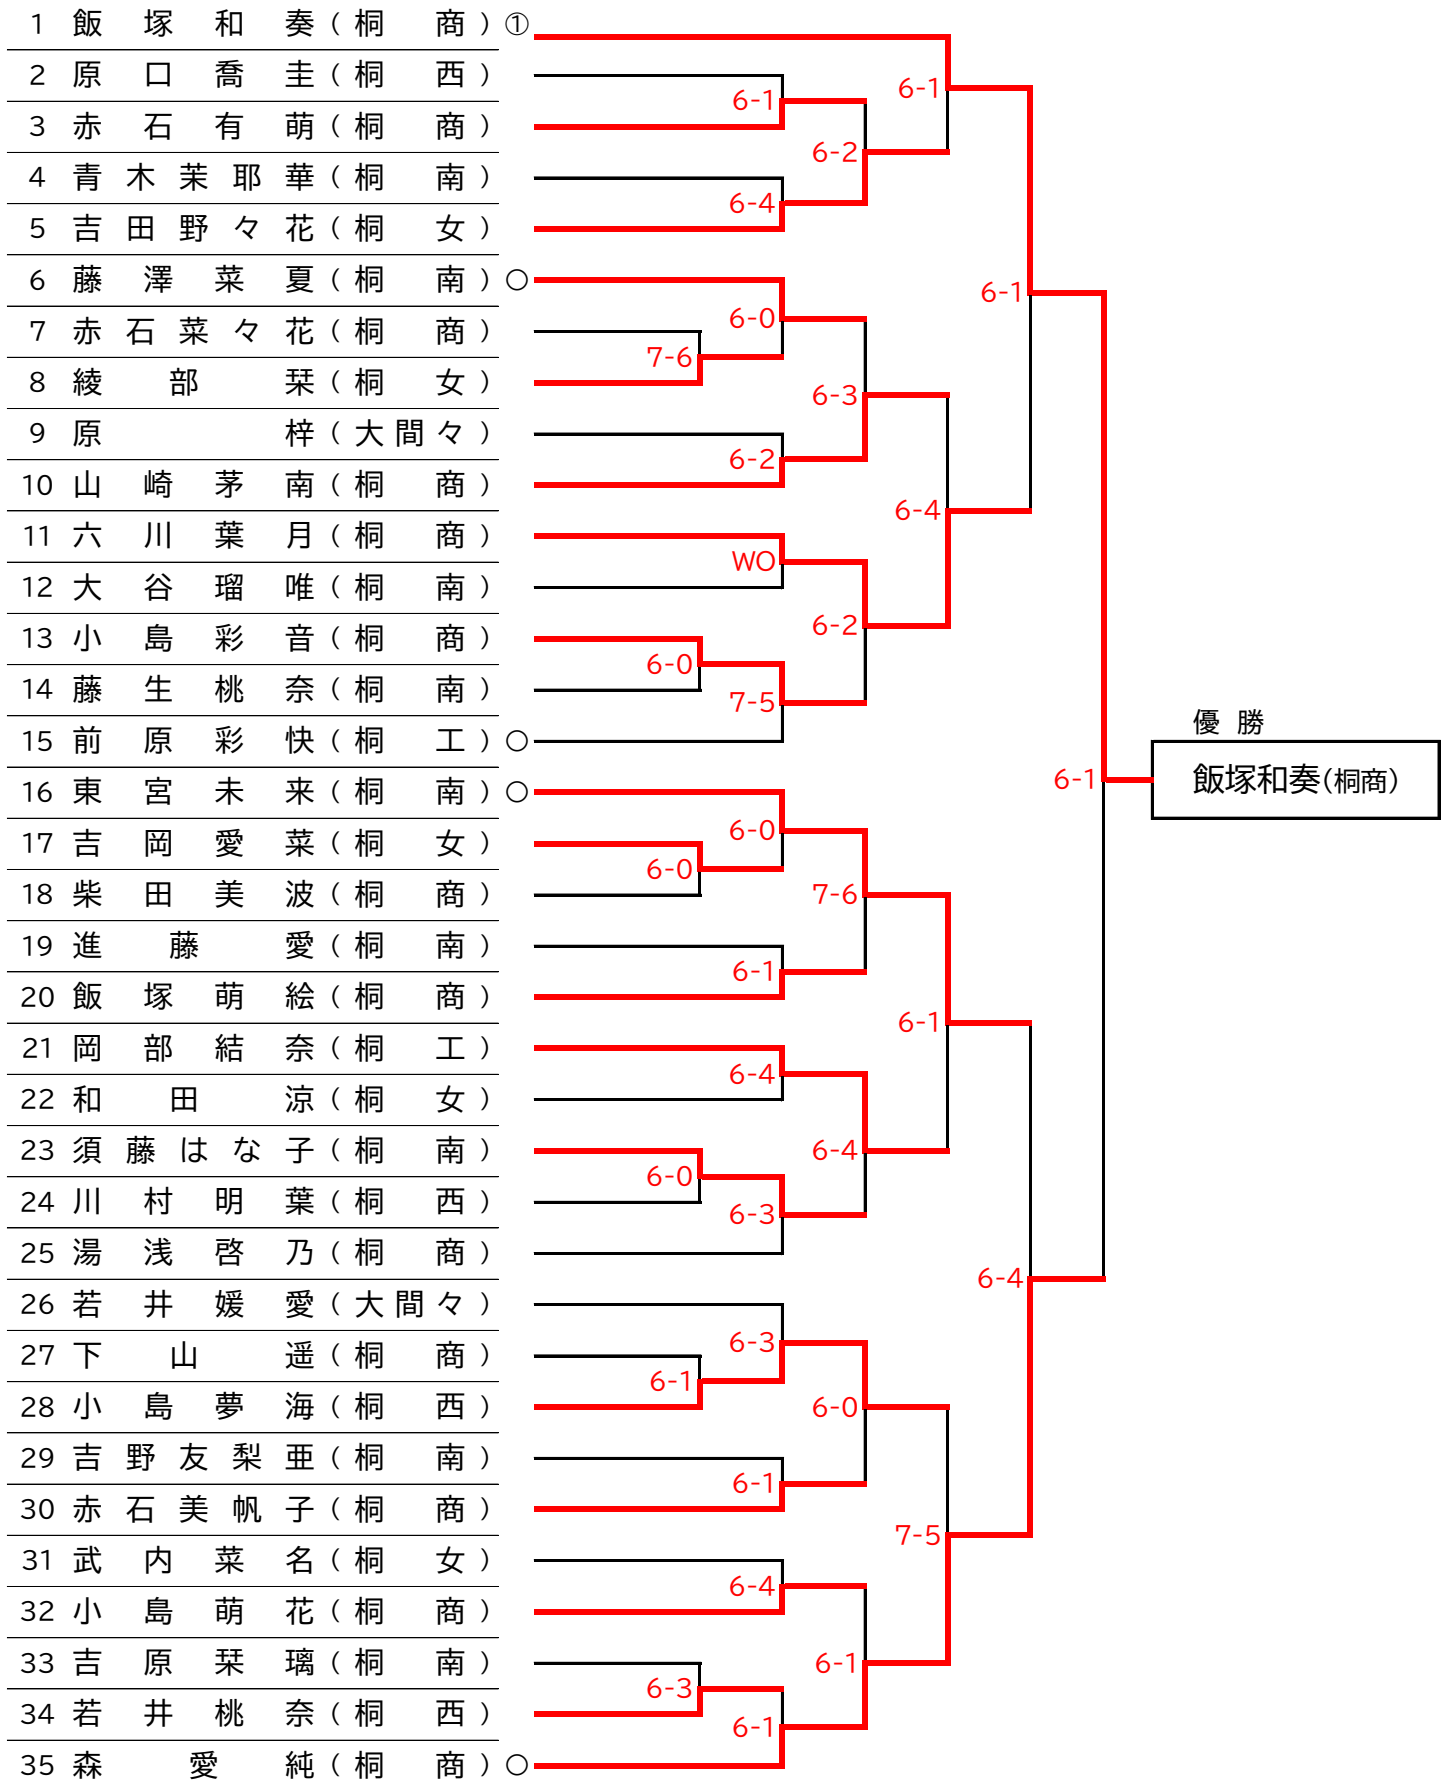 1 飯塚和奏(桐商)①
2 原口喬圭(桐西)
3 赤石有萌(桐商)
4 青木茉耶華(桐南)
5 吉田野々花(桐女)
6 藤澤菜夏(桐南)○
7 赤石菜々花(桐商)
8 綾部栞(桐女)
9 原梓(大間々)
10 山崎茅南(桐商)
11 六川葉月(桐商)
12 大谷瑠唯(桐南)
13 小島彩音(桐商)
14 藤生桃奈(桐南)
15 前原彩快(桐工)○
16 東宮未来(桐南)○
17 吉岡愛菜(桐女)
18 柴田美波(桐商)
19 進藤愛(桐南)
20 飯塚萌絵(桐商)
21 岡部結奈(桐工)
22 和田涼(桐女)
23 須藤はな子(桐南)
24 川村明葉(桐西)
25 湯浅啓乃(桐商)
26 若井媛愛(大間々)
27 下山遥(桐商)
28 小島夢海(桐西)
29 吉野友梨亜(桐南)
30 赤石美帆子(桐商)
31 武内菜名(桐女)
32 小島萌花(桐商)
33 吉原栞璃(桐南)
34 若井桃奈(桐西)
35 森愛純(桐商)○
7-6
6-0
6-0
6-0
6-1
6-3
6-1
6-4
6-0
6-2
WO
7-5
6-0
6-1
6-4
6-3
6-3
6-1
6-4
6-1
6-2
6-3
6-2
7-6
6-4
6-0
6-1
6-1
6-4
6-1
7-5
6-1
6-4
6-1
優勝
飯塚和奏(桐商)